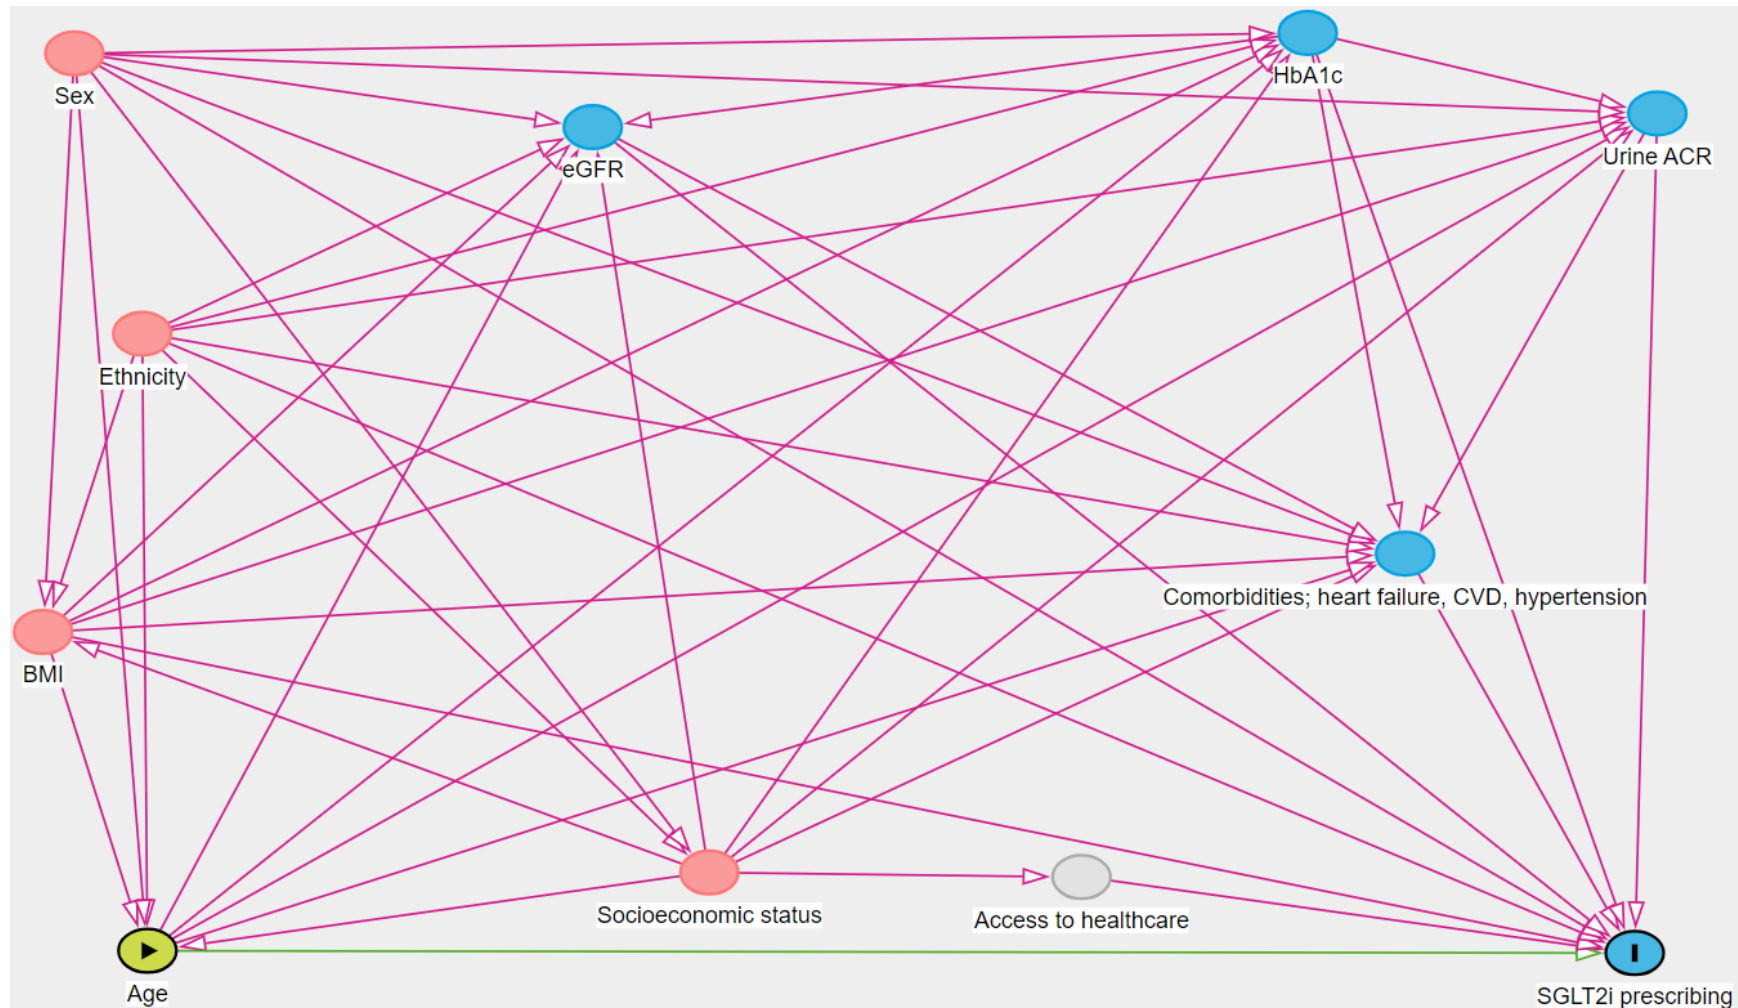 Sex
HbA1c
eGFR
Urine ACR
Ethnicity
Comorbidities; heart failure, CVD, hypertension
BMI
Socioeconomic status
Access to healthcare
Age
SGLT2i prescribing